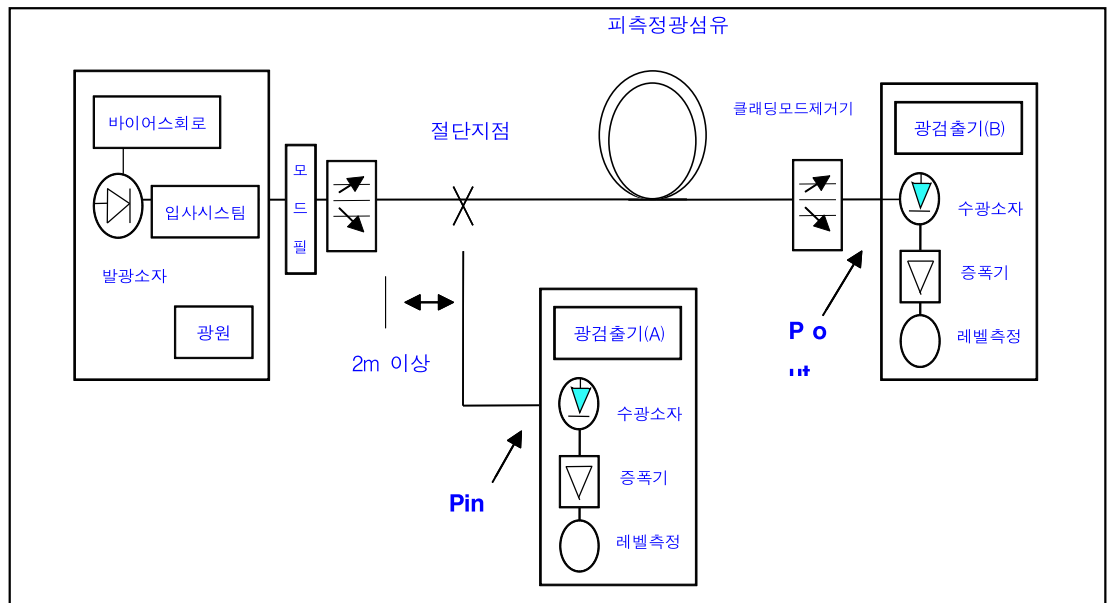 피측정광섬유
클래딩모드제거기
절단지점
바이어스회로
입사시스팀
발광소자
광원
모
드
필
2m 이상
광검출기(A)
수광소자
증폭기
레벨측정
Pin
광검출기(B)
수광소자
증폭기
레벨측정
P o
ut